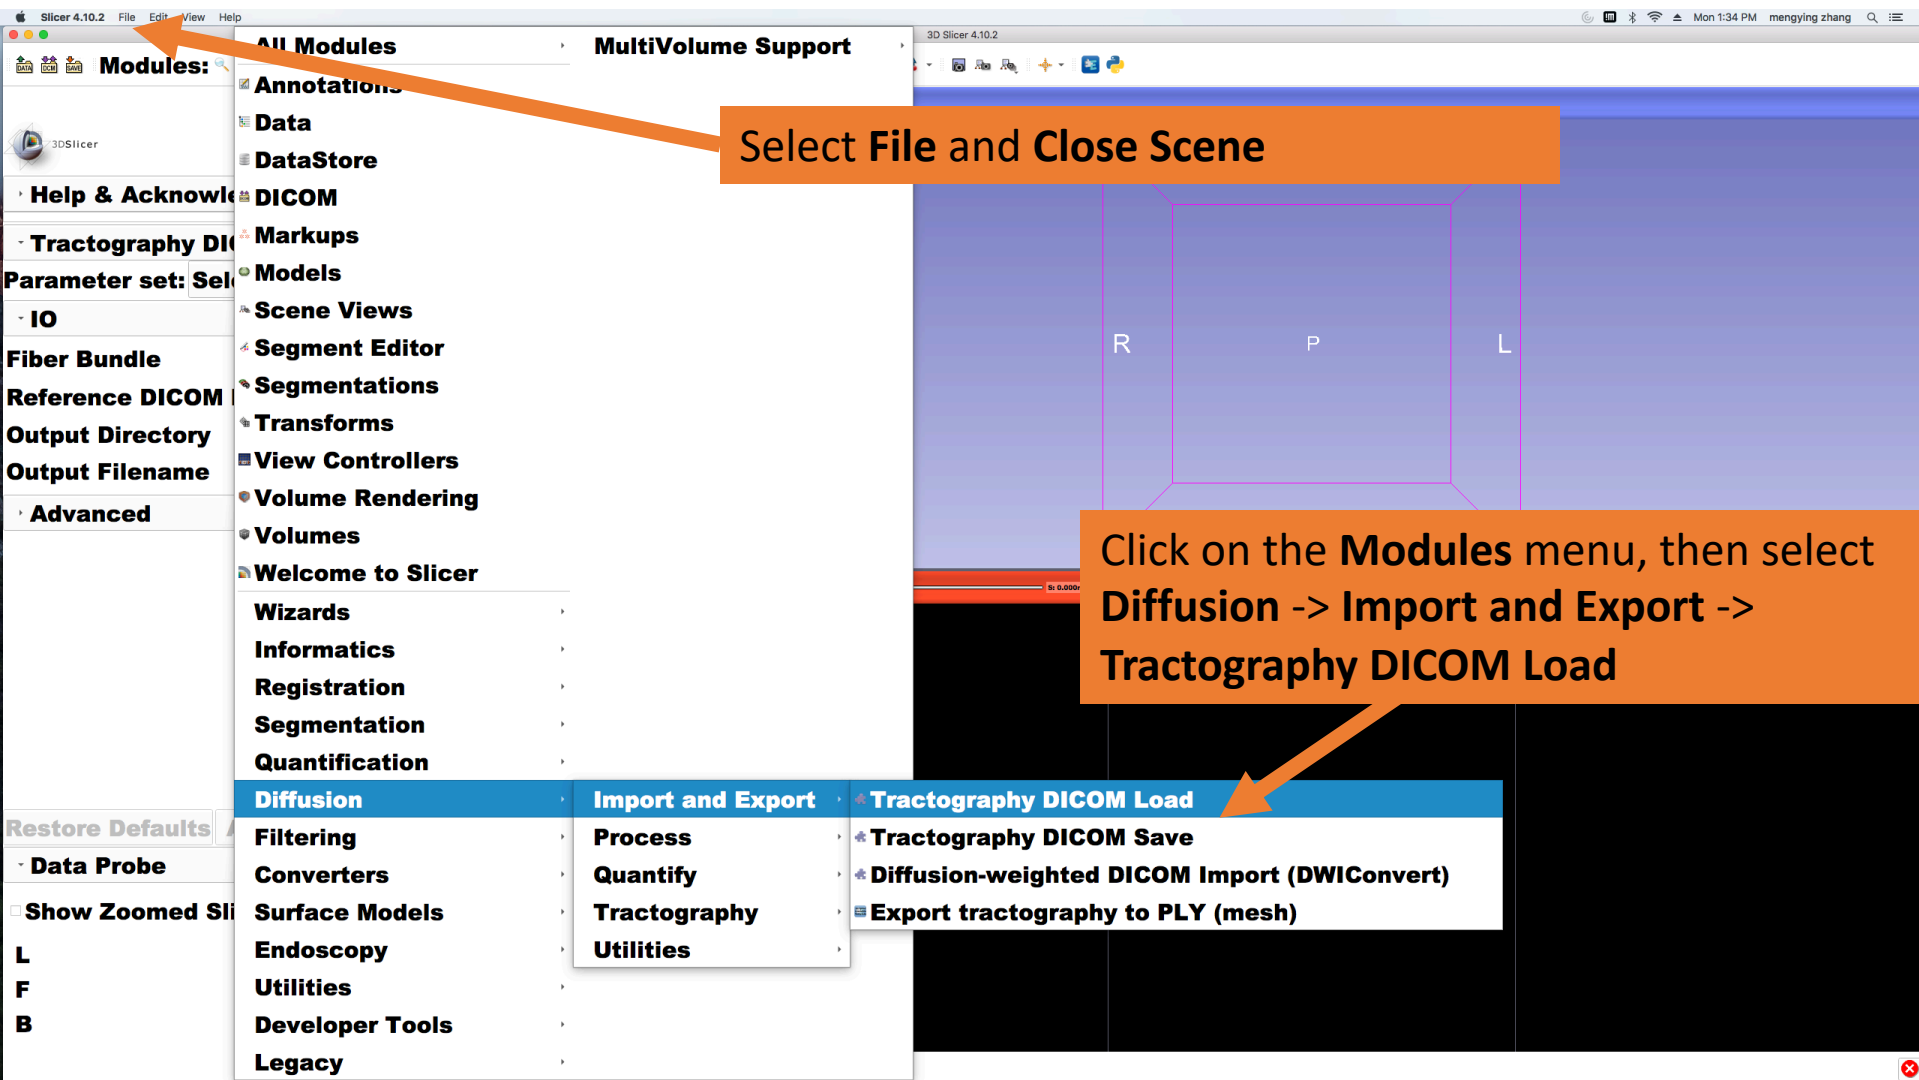 Slicer 4.10.2 File Edit View Help
Mon 1:34 PM mengying zhang
3D Slicer 4.10.2
DATA DCM SAVE Modules:
All Modules
MultiVolume Support
Annotations
Data
DataStore
DICOM
Markups
Models
Scene Views
Segment Editor
Segmentations
Transforms
View Controllers
Volume Rendering
Volumes
Welcome to Slicer
Wizards
Informatics
Registration
Segmentation
Quantification
Diffusion
Filtering
Converters
Surface Models
Endoscopy
Utilities
Developer Tools
Legacy
Import and Export
Process
Quantify
Tractography
Utilities
Tractography DICOM Load
Tractography DICOM Save
Diffusion-weighted DICOM Import (DWIConvert)
Export tractography to PLY (mesh)
3DSlicer
Help & Acknowle
Tractography DI
Parameter set: Sel
IO
Fiber Bundle
Reference DICOM
Output Directory
Output Filename
Advanced
Restore Defaults
Data Probe
Show Zoomed Sli
L
F
B
Select File and Close Scene
R P L
S: 0.000
Click on the Modules menu, then select
Diffusion -> Import and Export ->
Tractography DICOM Load